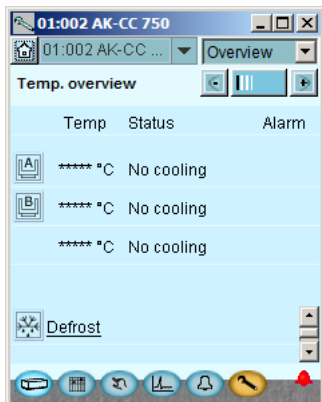 01:002 AK-CC 750
01:002 AK-CC ... Overview
Temp. overview
Temp Status Alarm
A ***** °C No cooling
B ***** °C No cooling
***** °C No cooling
Defrost